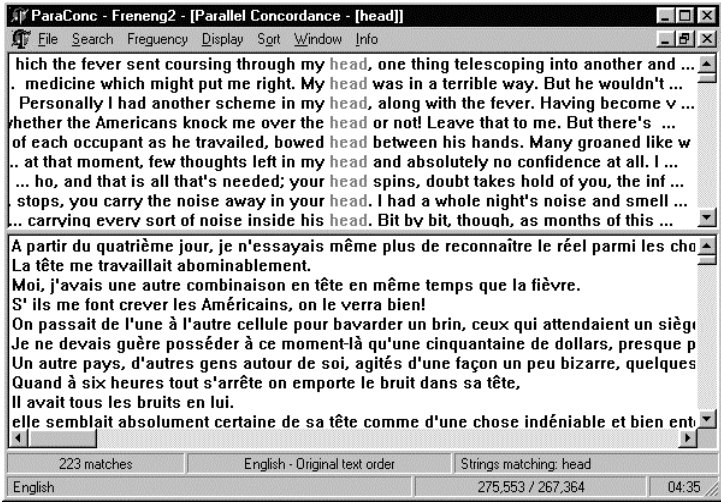 ParaConc - Freneng2 - [Parallel Concordance - [head]]
File Search Frequency Display Sort Window Info
hich the fever sent coursing through my head, one thing telescoping into another and ...
. medicine which might put me right. My head was in a terrible way. But he wouldn't ...
Personally I had another scheme in my head, along with the fever. Having become v ...
whether the Americans knock me over the head or not! Leave that to me. But there's ...
of each occupant as he travailed, bowed head between his hands. Many groaned like w
.. at that moment, few thoughts left in my head and absolutely no confidence at all. I ...
... ho, and that is all that's needed; your head spins, doubt takes hold of you, the inf ...
. stops, you carry the noise away in your head. I had a whole night's noise and smell ...
... carrying every sort of noise inside his head. Bit by bit, though, as months of this ...
A partir du quatrième jour, je n'essayais même plus de reconnaître le réel parmi les cho
La tête me travaillait abominablement.
Moi, j'avais une autre combinaison en tête en même temps que la fièvre.
S' ils me font crever les Américains, on le verra bien!
On passait de l'une à l'autre cellule pour bavarder un brin, ceux qui attendaient un siège
Je ne devais guère posséder à ce moment-là qu'une cinquantaine de dollars, presque p
Un autre pays, d'autres gens autour de soi, agités d'une façon un peu bizarre, quelques
Quand à six heures tout s'arrête on emporte le bruit dans sa tête,
Il avait tous les bruits en lui.
elle semblait absolument certaine de sa tête comme d'une chose indéniable et bien ent
223 matches English - Original text order Strings matching: head
English 275,553 / 267,364 04:35